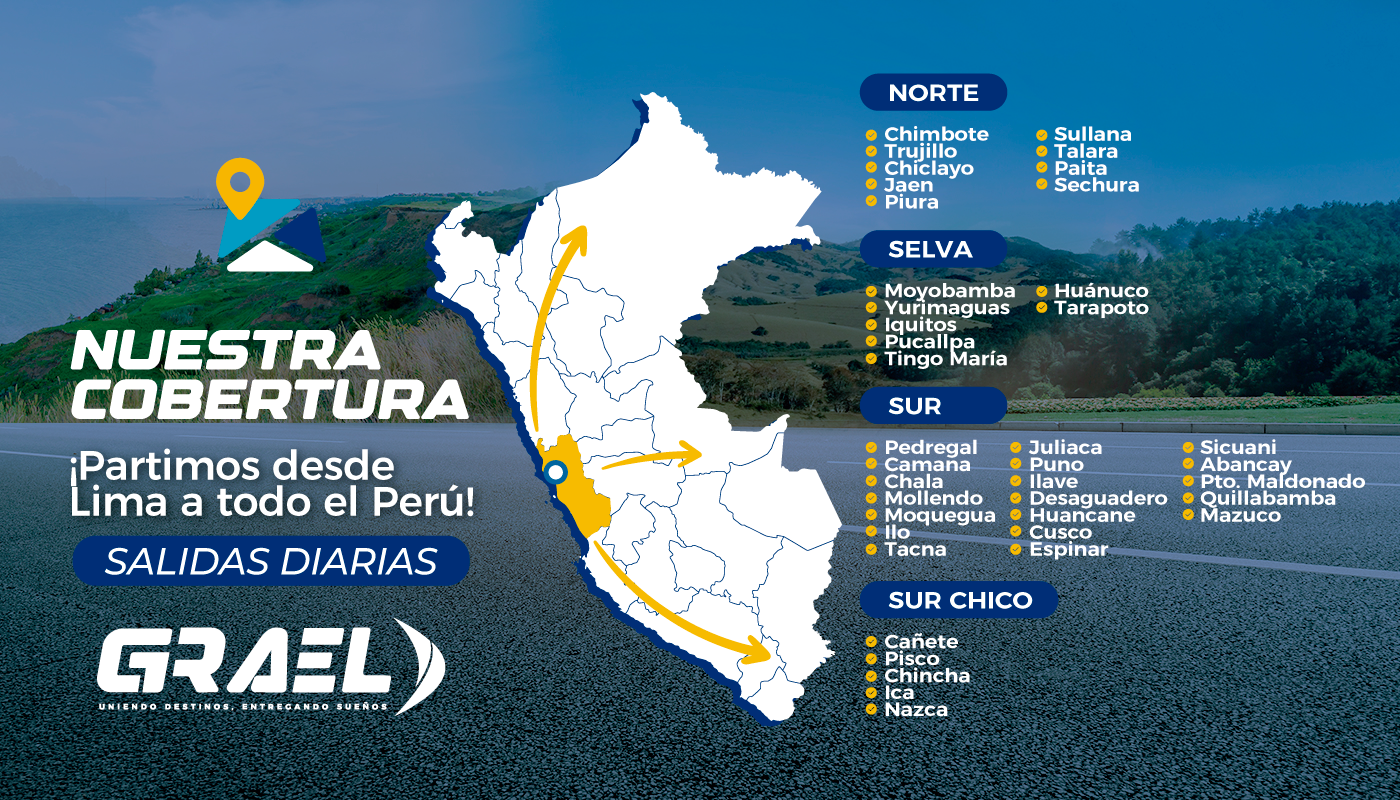 NUESTRA
COBERTURA
¡Partimos desde
Lima a todo el Perú!
SALIDAS DIARIAS
GRAEL
UNIENDO DESTINOS, ENTREGANDO SUEÑOS
NORTE
Chimbote
Trujillo
Chiclayo
Jaen
Piura
Sullana
Talara
Paita
Sechura
SELVA
Moyobamba
Yurimaguas
Iquitos
Pucallpa
Tingo María
Huánuco
Tarapoto
SUR
Pedregal
Camana
Chala
Mollendo
Moquegua
Ilo
Tacna
Juliaca
Puno
Ilave
Desaguadero
Huancane
Cusco
Espinar
Sicuani
Abancay
Pto. Maldonado
Quillabamba
Mazuco
SUR CHICO
Cañete
Pisco
Chincha
Ica
Nazca